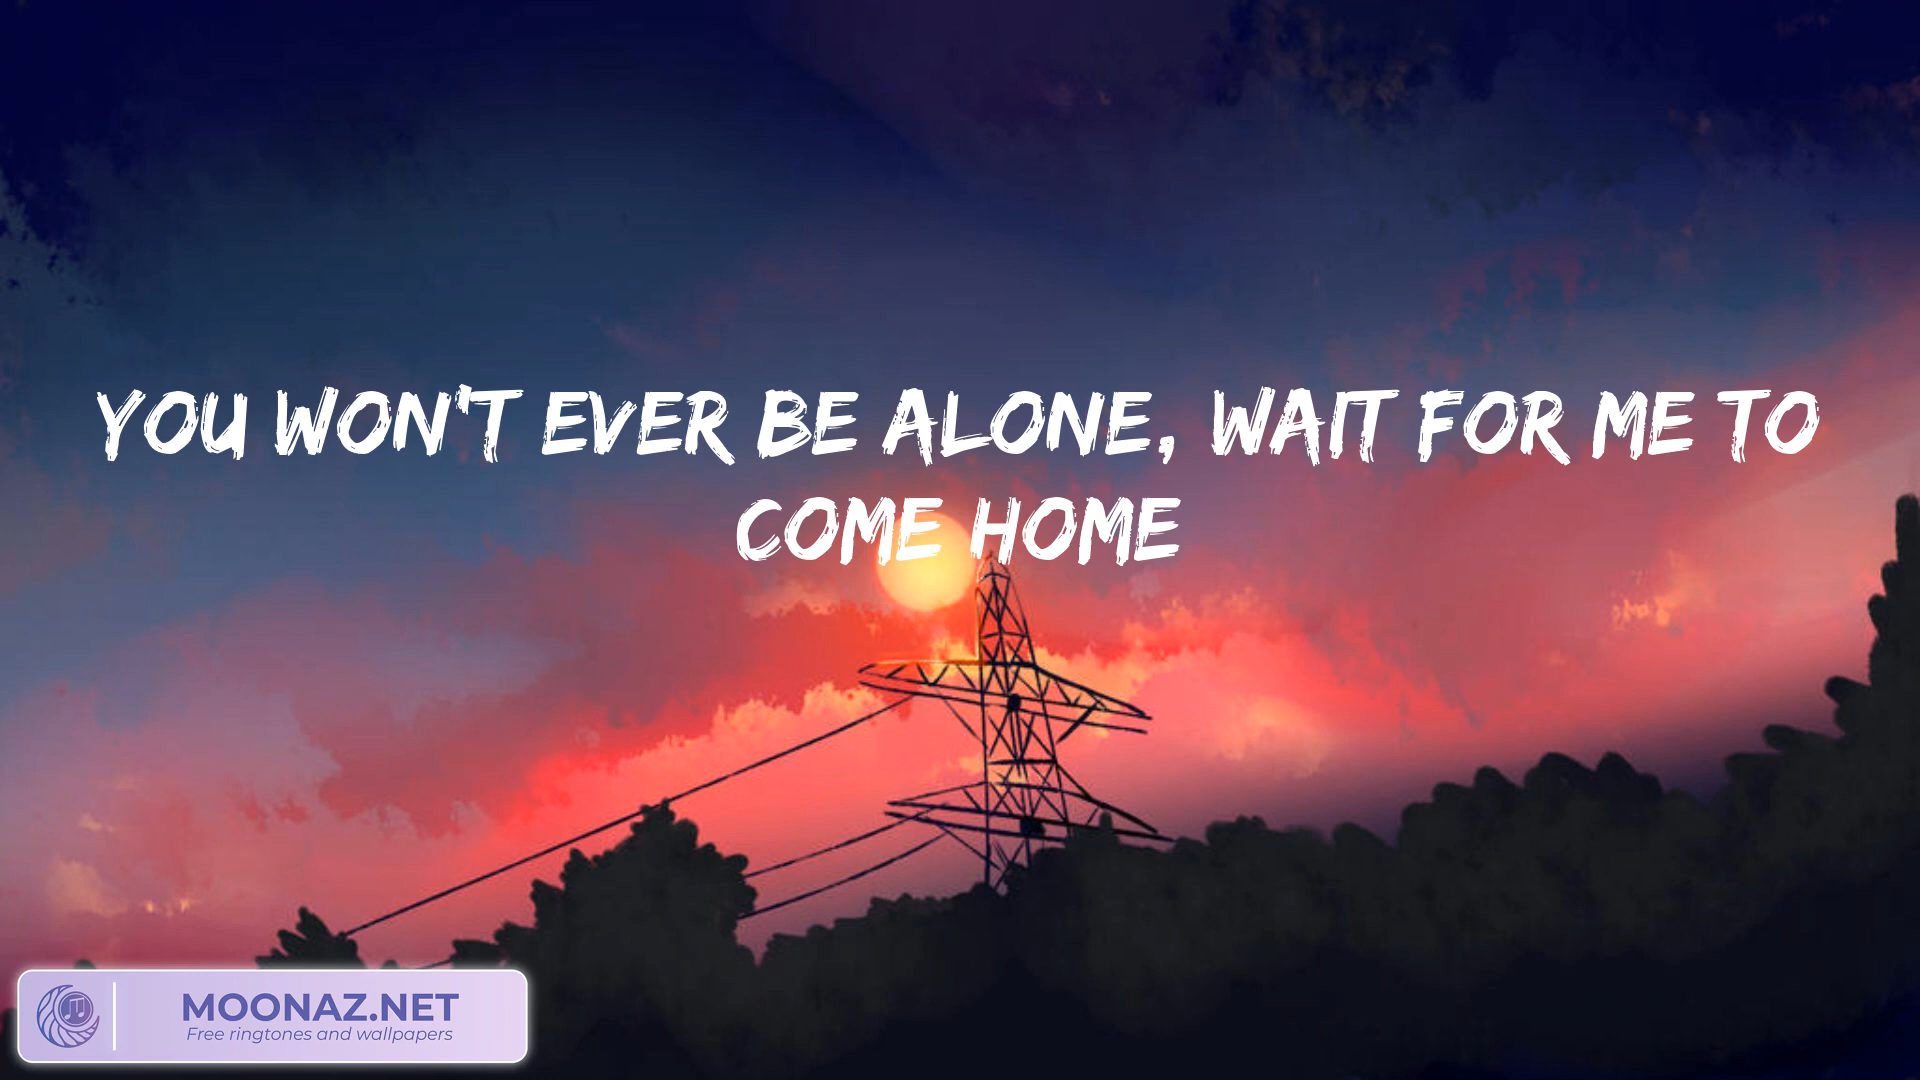 YOU WON'T EVER BE ALONE, WAIT FOR ME TO
COME HOME
MOONAZ.NET
Free ringtones and wallpapers